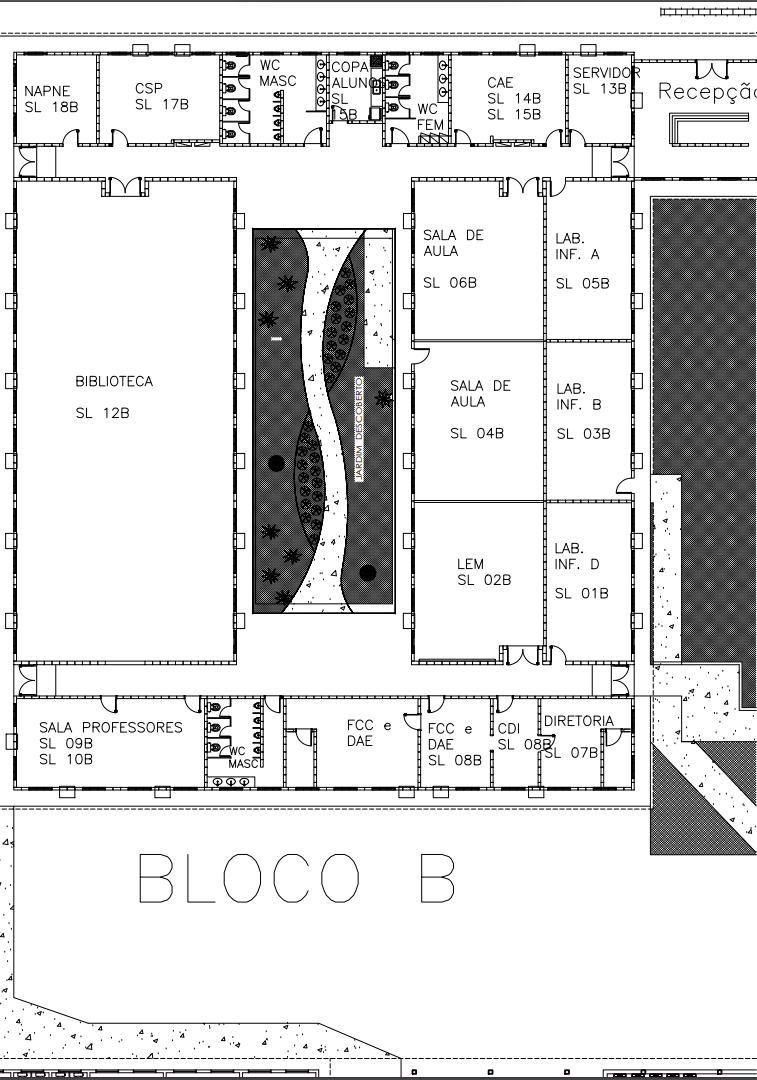 NAPNE
SL 18B
CSP
SL 17B
WC
MASC
COPA
ALUNOS
SL
15B
WC
FEM
CAE
SL 14B
SL 15B
SERVIDOR
SL 13B
Recepção
BIBLIOTECA
SL 12B
JARDIM DESCOBERTO
SALA DE
AULA
SL 06B
LAB.
INF. A
SL 05B
SALA DE
AULA
SL 04B
LAB.
INF. B
SL 03B
LEM
SL 02B
LAB.
INF. D
SL 01B
SALA PROFESSORES
SL 09B
SL 10B
WC
MASC
FCC e
DAE
FCC e
DAE
SL 08B
CDI
SL 08B
DIRETORIA
SL 07B
BLOCO B